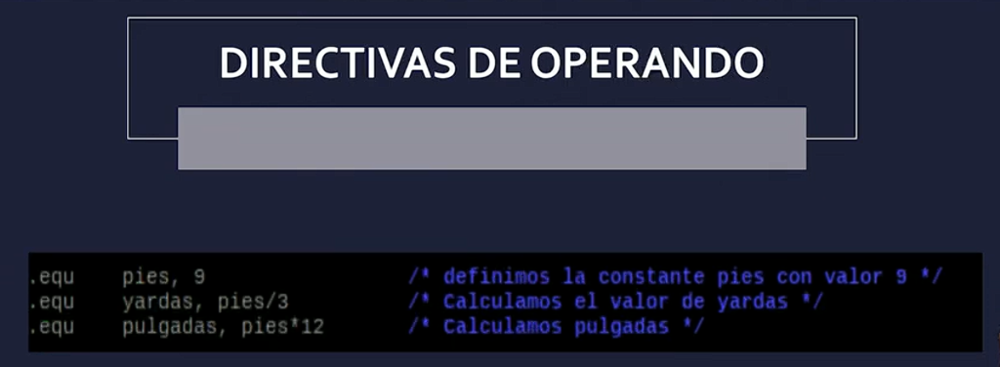 DIRECTIVAS DE OPERANDO
.equ pies, 9 /* definimos la constante pies con valor 9 */
.equ yardas, pies/3 /* Calculamos el valor de yardas */
.equ pulgadas, pies*12 /* Calculamos pulgadas */